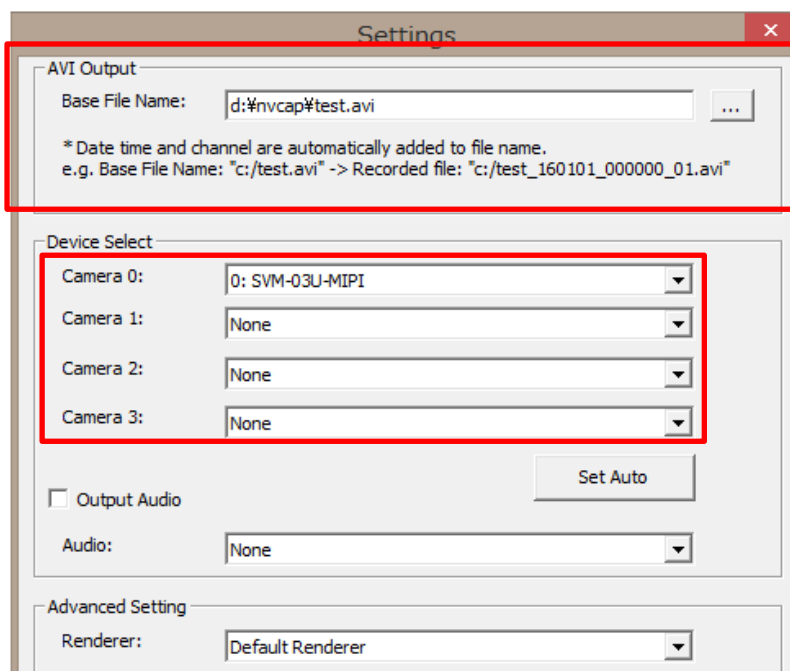 Settings
AVI Output
Base File Name: d:¥nvcap¥test.avi ...
* Date time and channel are automatically added to file name.
e.g. Base File Name: "c:/test.avi" -> Recorded file: "c:/test_160101_000000_01.avi"
Device Select
Camera 0: 0: SVM-03U-MIPI
Camera 1: None
Camera 2: None
Camera 3: None
Set Auto
Output Audio
Audio: None
Advanced Setting
Renderer: Default Renderer